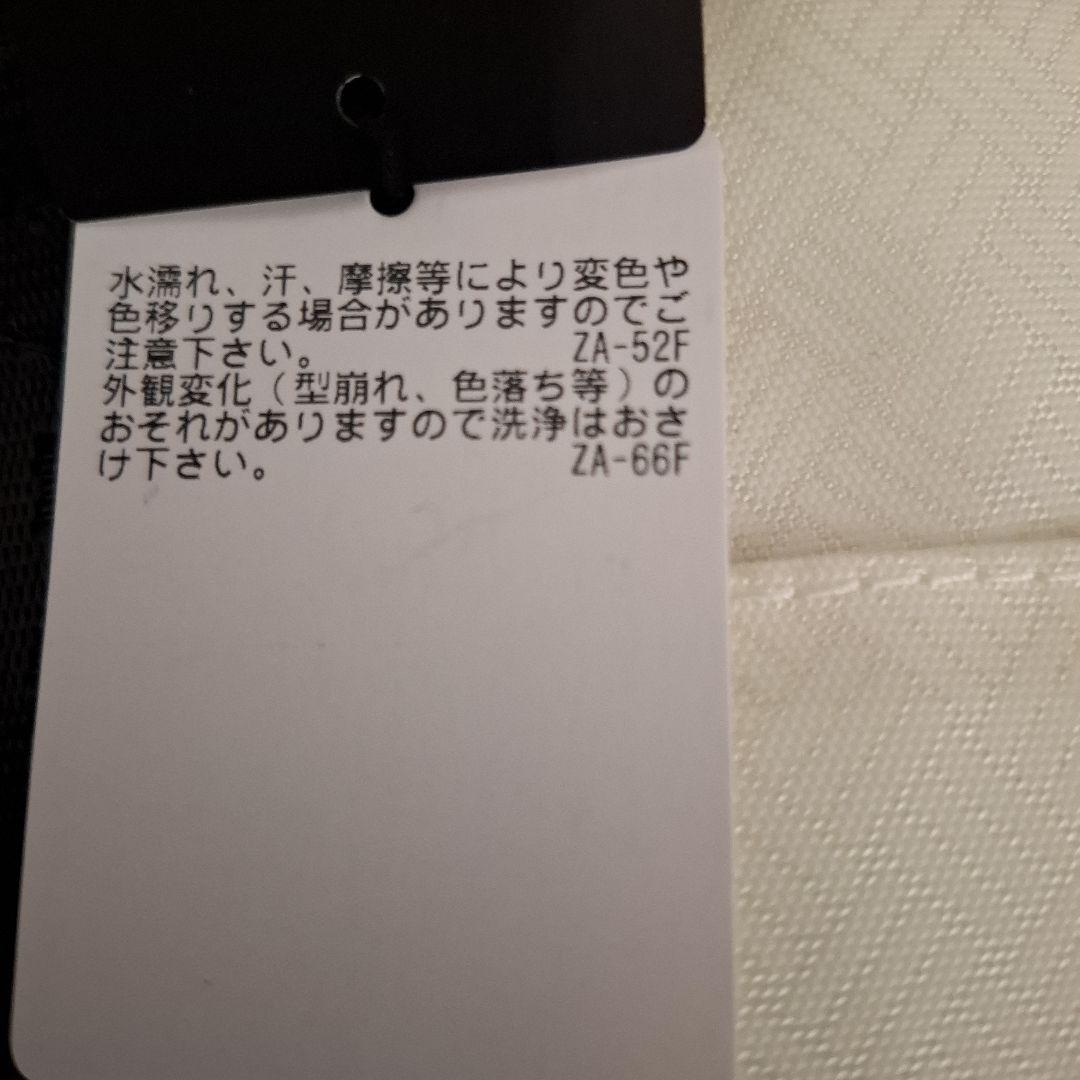 水濡れ、汗、摩擦等により変色や
色移りする場合がありますのでご
注意下さい。 ZA-52F
外観変化(型崩れ、色落ち等)の
おそれがありますので洗浄はおさ
け下さい。 ZA-66F